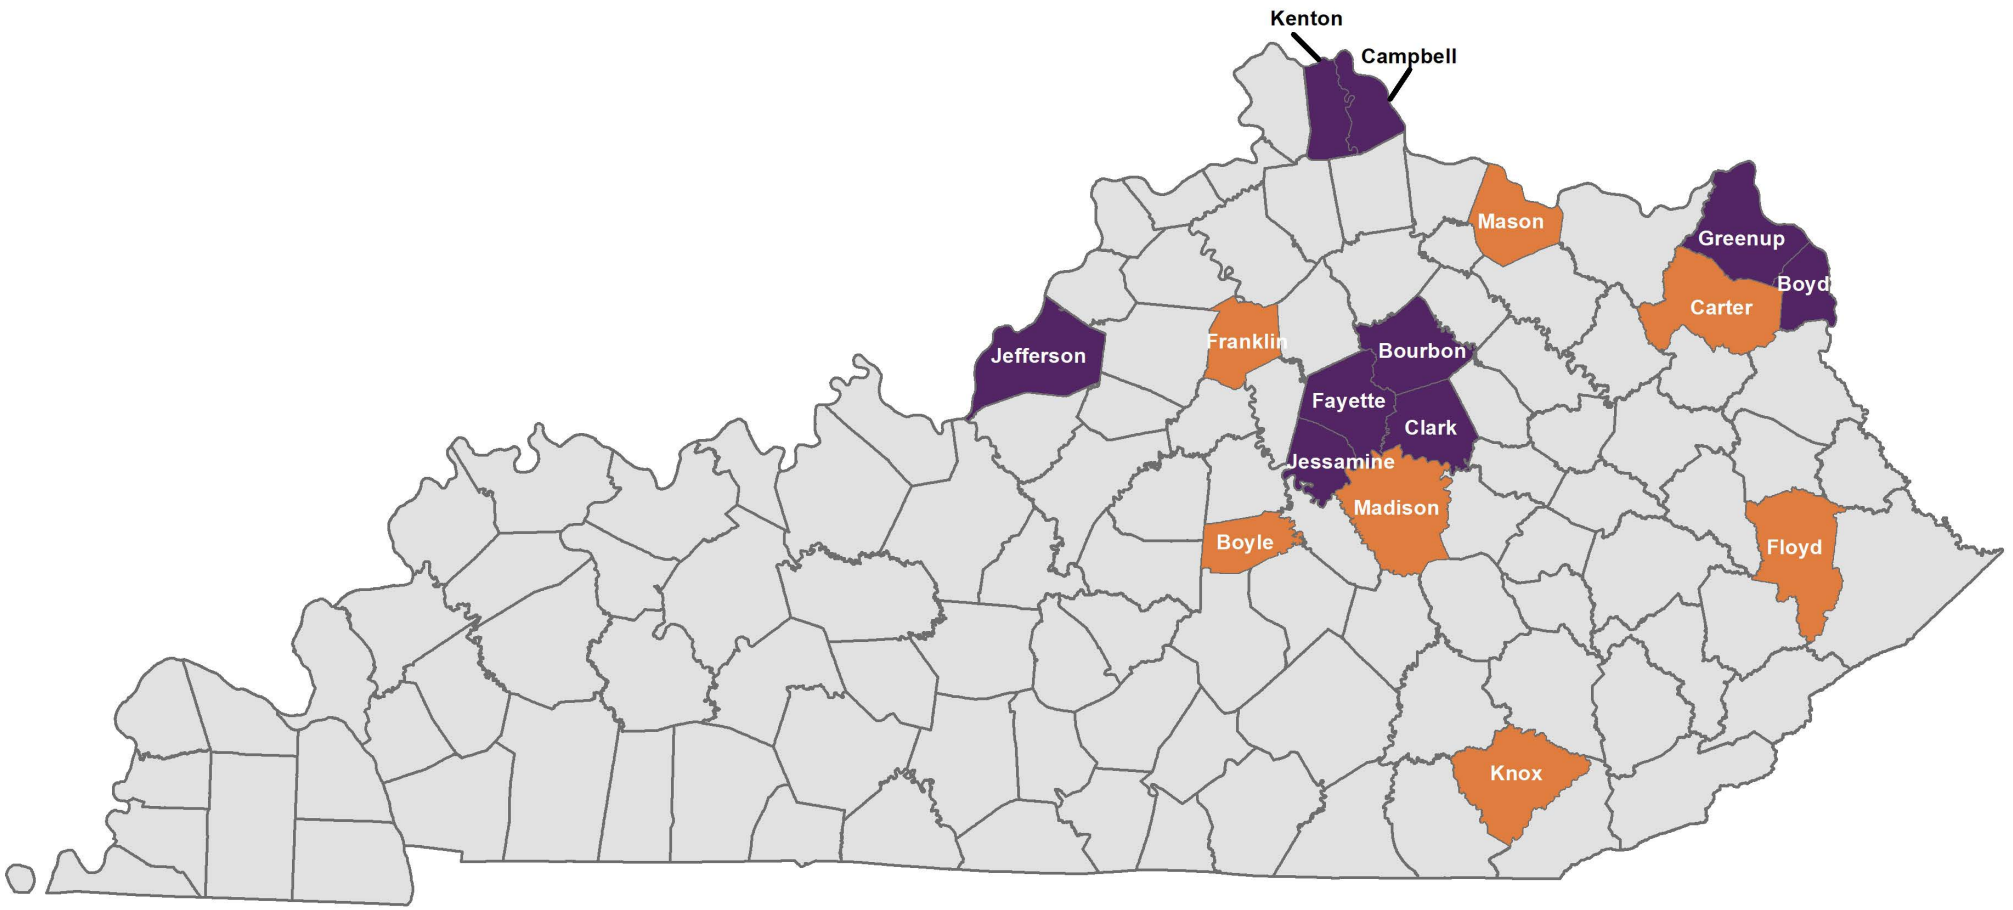 Kenton
Campbell
Mason
Greenup
Boyd
Carter
Franklin
Jefferson
Bourbon
Fayette
Clark
Jessamine
Madison
Boyle
Floyd
Knox